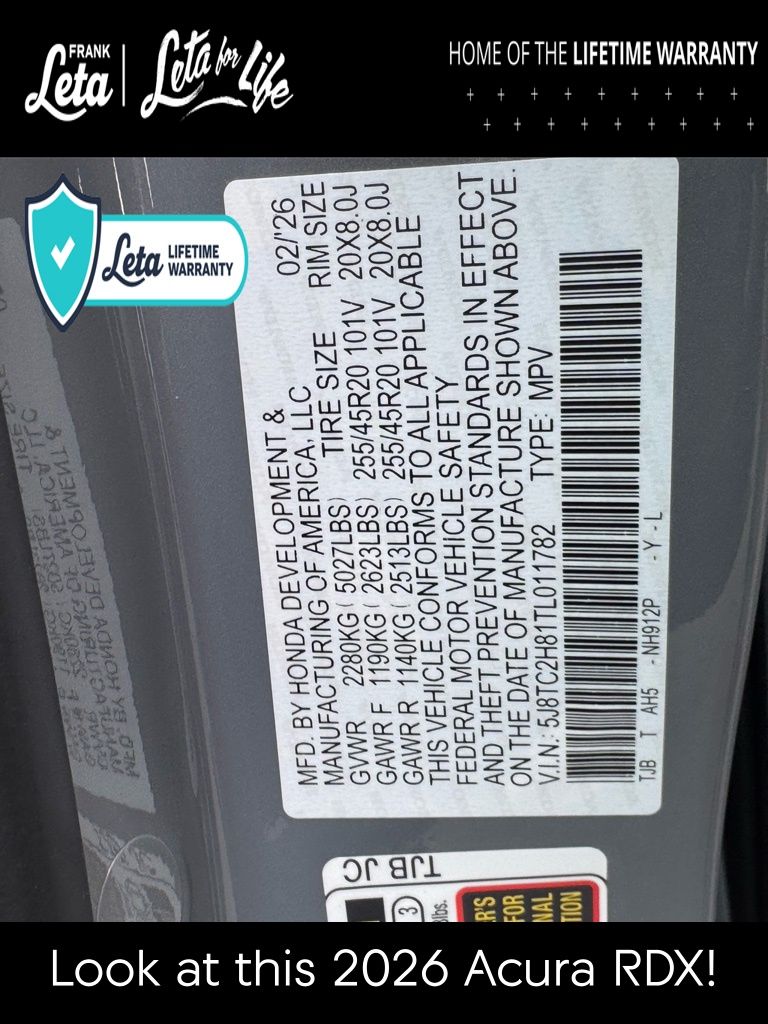 FRANK
Leta
Leta for Life
HOME OF THE LIFETIME WARRANTY
Leta LIFETIME
WARRANTY
MFD. BY HONDA DEVELOPMENT & 02/'26
MANUFACTURING OF AMERICA, LLC TIRE SIZE RIM SIZE
GVWR 2280KG ( 5027LBS)
GAWR F 1190KG ( 2623LBS) 255/45R20 101V 20X8.0J
GAWR R 1140KG ( 2513LBS) 255/45R20 101V 20X8.0J
THIS VEHICLE CONFORMS TO ALL APPLICABLE
FEDERAL MOTOR VEHICLE SAFETY
AND THEFT PREVENTION STANDARDS IN EFFECT
ON THE DATE OF MANUFACTURE SHOWN ABOVE.
V.I.N.: 5J8TC2H81TL011782 TYPE: MPV
TJB T AH5 - NH912P - Y - L
TJB JC
3
lbs.
Look at this 2026 Acura RDX!